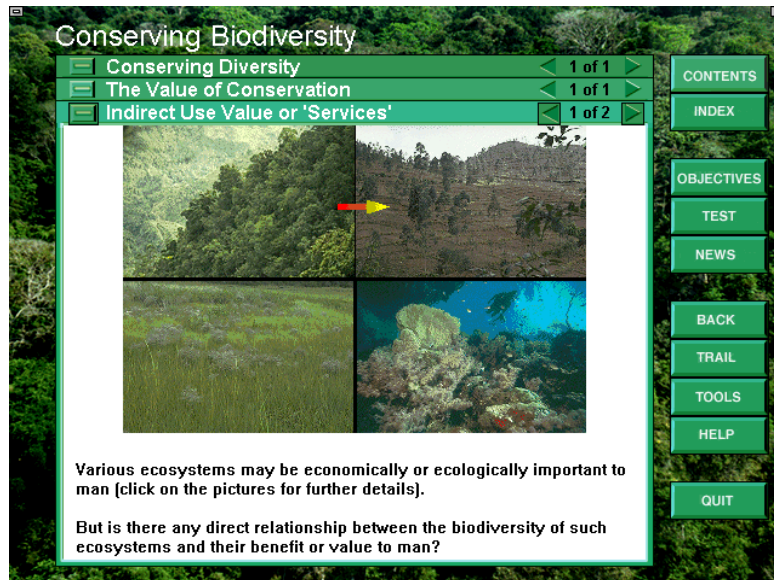 Conserving Biodiversity
Conserving Diversity 1 of 1
The Value of Conservation 1 of 1
Indirect Use Value or 'Services' 1 of 2
CONTENTS
INDEX
OBJECTIVES
TEST
NEWS
BACK
TRAIL
TOOLS
HELP
QUIT
Various ecosystems may be economically or ecologically important to
man (click on the pictures for further details).
But is there any direct relationship between the biodiversity of such
ecosystems and their benefit or value to man?